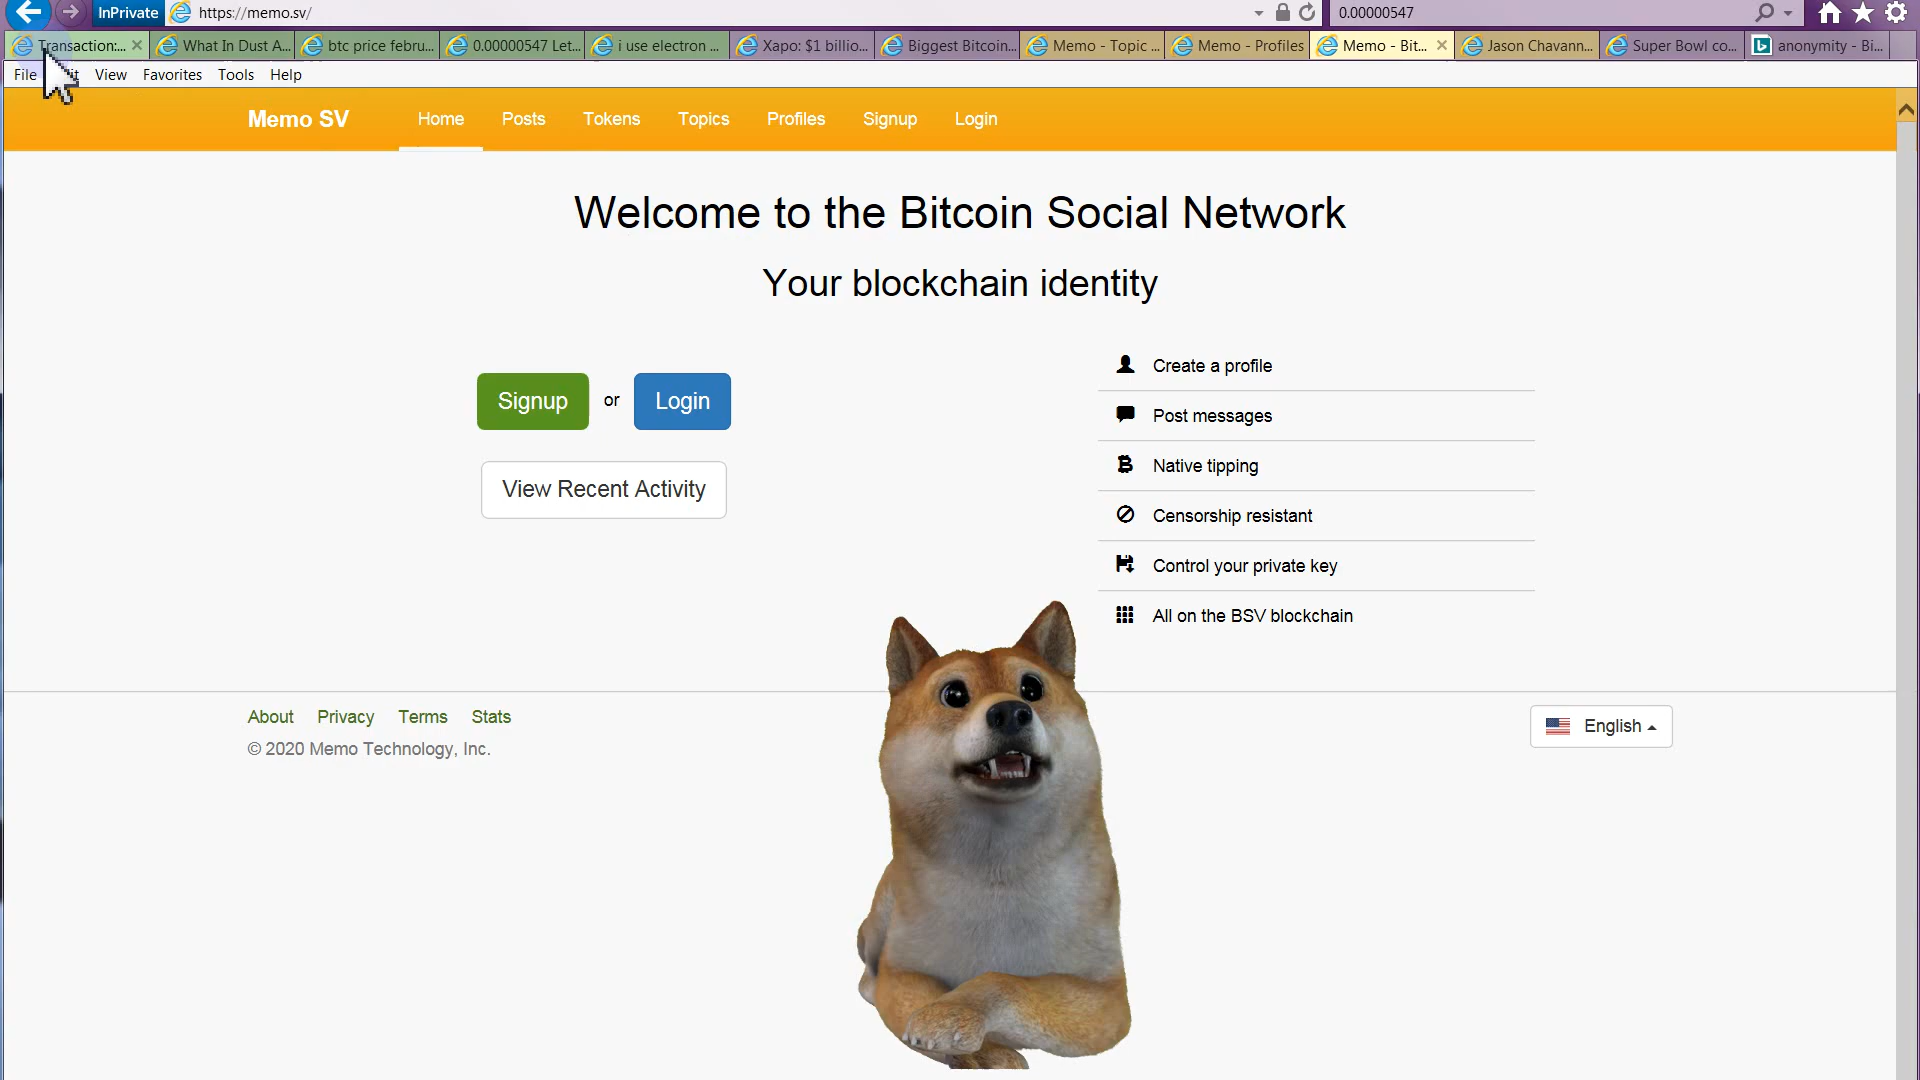 InPrivate
https://memo.sv/
0.00000547
Transaction:...
What In Dust A...
btc price febru...
0.00000547 Let...
i use electron ...
Xapo: $1 billio...
Biggest Bitcoin...
Memo - Topic ...
Memo - Profiles
Memo - Bit...
Jason Chavann...
Super Bowl co...
anonymity - Bi...
File
View
Favorites
Tools
Help
Memo SV
Home
Posts
Tokens
Topics
Profiles
Signup
Login
Welcome to the Bitcoin Social Network
Your blockchain identity
Signup
or
Login
View Recent Activity
Create a profile
Post messages
Native tipping
Censorship resistant
Control your private key
All on the BSV blockchain
About
Privacy
Terms
Stats
© 2020 Memo Technology, Inc.
English